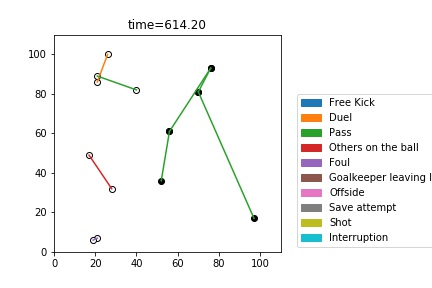 time=614.20
100
80
60
40
20
0
0 20 40 60 80 100
Free Kick
Duel
Pass
Others on the ball
Foul
Goalkeeper leaving l
Offside
Save attempt
Shot
Interruption